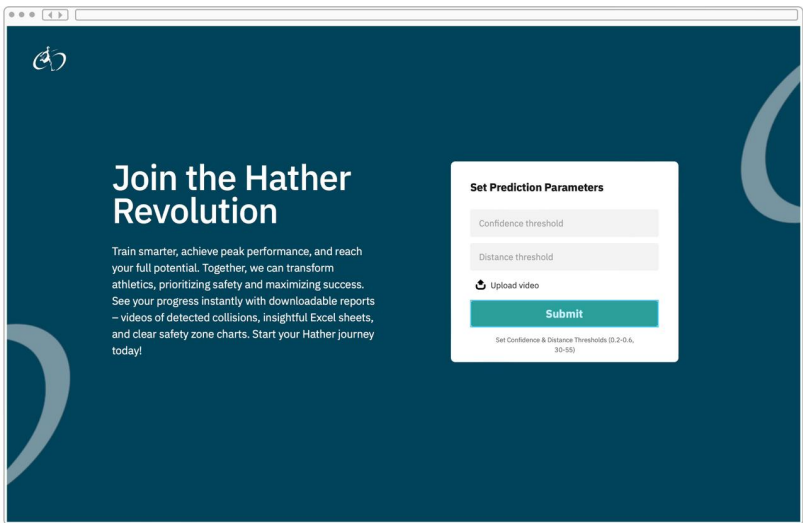 Join the Hather
Revolution
Train smarter, achieve peak performance, and reach
your full potential. Together, we can transform
athletics, prioritizing safety and maximizing success.
See your progress instantly with downloadable reports
– videos of detected collisions, insightful Excel sheets,
and clear safety zone charts. Start your Hather journey
today!
Set Prediction Parameters
Confidence threshold
Distance threshold
Upload video
Submit
Set Confidence & Distance Thresholds (0.2-0.6,
30-55)